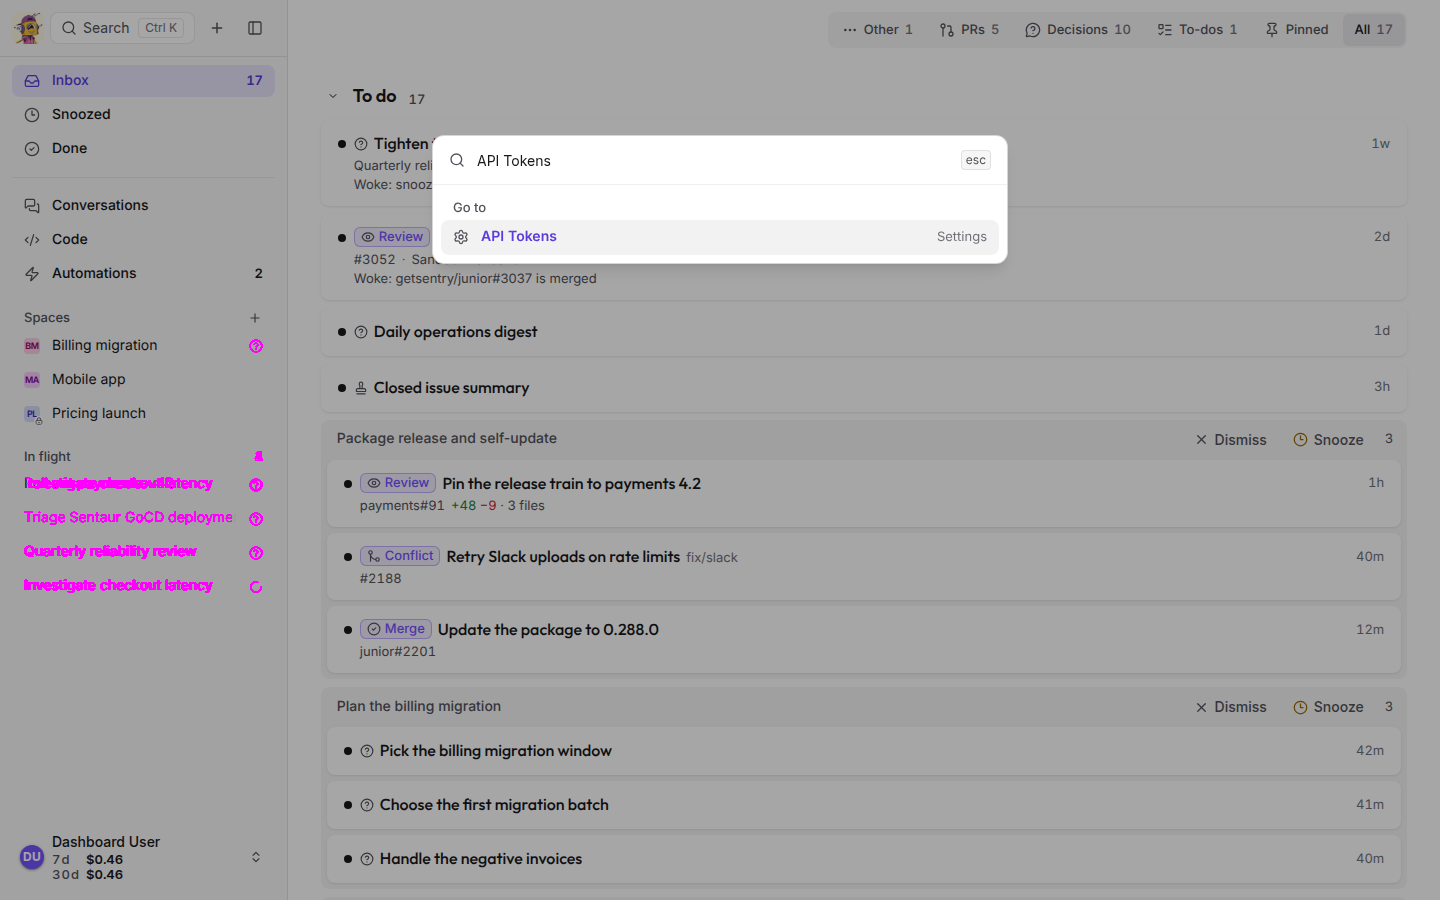 Search Ctrl K
Inbox 17
Snoozed
Done
Conversations
Code
Automations 2
Spaces
BM Billing migration
MA Mobile app
PL Pricing launch
In flight
Triage Sentaur GoCD deployme
Quarterly reliability review
Investigate checkout latency
DU Dashboard User
7d $0.46
30d $0.46
Other 1 PRs 5 Decisions 10 To-dos 1 Pinned All 17
To do 17
API Tokens esc
Go to
API Tokens Settings
Tighten 1w
Quarterly reli
Woke: snooz
Review 2d
#3052 · San
Woke: getsentry/junior#3037 is merged
Daily operations digest 1d
Closed issue summary 3h
Package release and self-update Dismiss Snooze 3
Review Pin the release train to payments 4.2 1h
payments#91 +48 −9 · 3 files
Conflict Retry Slack uploads on rate limits fix/slack 40m
#2188
Merge Update the package to 0.288.0 12m
junior#2201
Plan the billing migration Dismiss Snooze 3
Pick the billing migration window 42m
Choose the first migration batch 41m
Handle the negative invoices 40m